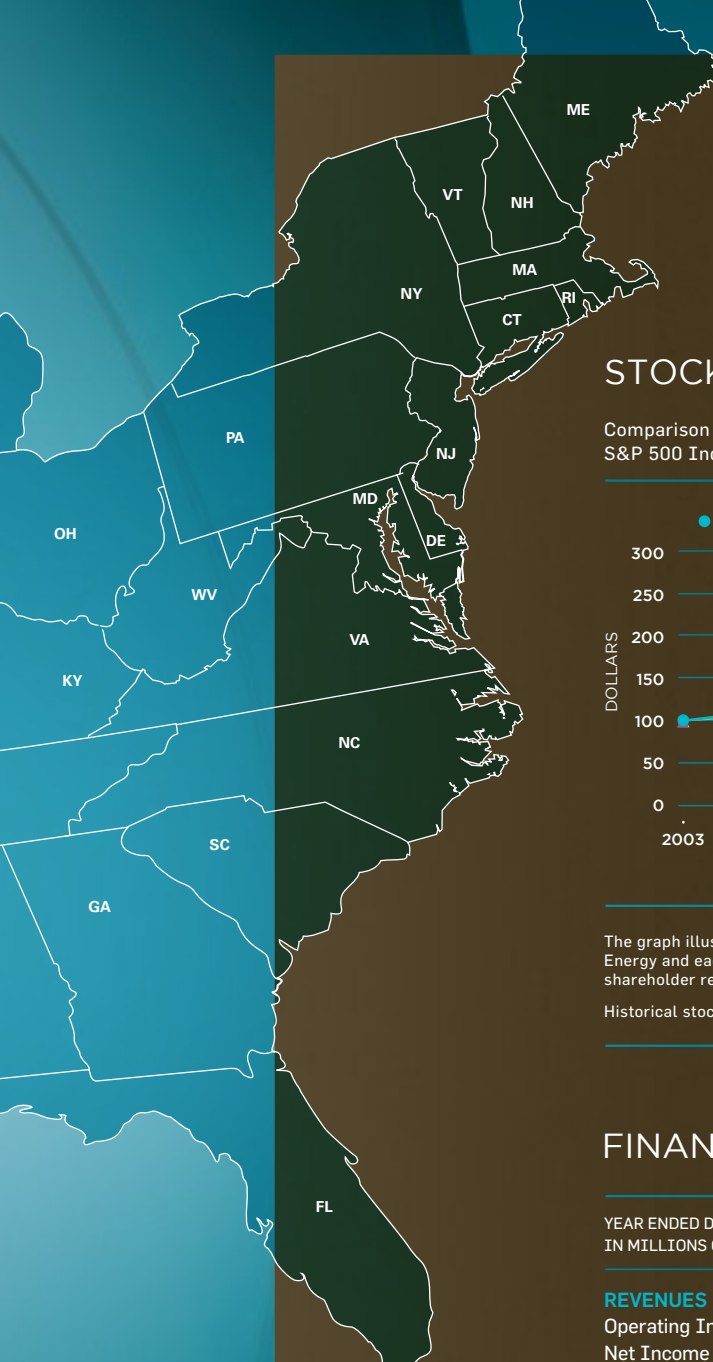 ME
VT
NH
MA
NY
RI
CT
PA
NJ
MD
OH
DE
WV
VA
KY
NC
SC
GA
FL
STOCK
Comparison
S&P 500 Ind
300
250
200
150
100
50
0
DOLLARS
2003
The graph illus
Energy and ea
shareholder re
Historical stoc
FINAN
YEAR ENDED D
IN MILLIONS
REVENUES
Operating In
Net Income